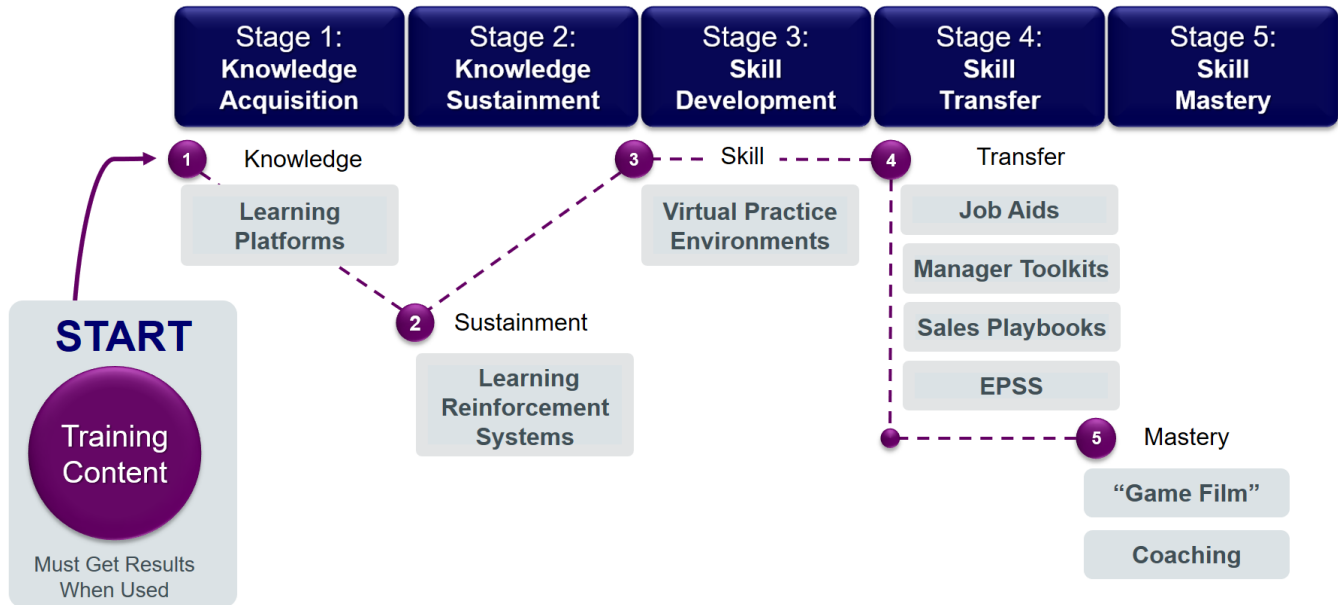 Stage 1:
Knowledge
Acquisition
Stage 2:
Knowledge
Sustainment
Stage 3:
Skill
Development
Stage 4:
Skill
Transfer
Stage 5:
Skill
Mastery
1
Knowledge
Learning
Platforms
2
Sustainment
Learning
Reinforcement
Systems
3
Skill
Virtual Practice
Environments
4
Transfer
Job Aids
Manager Toolkits
Sales Playbooks
EPSS
5
Mastery
“Game Film”
Coaching
START
Training
Content
Must Get Results
When Used